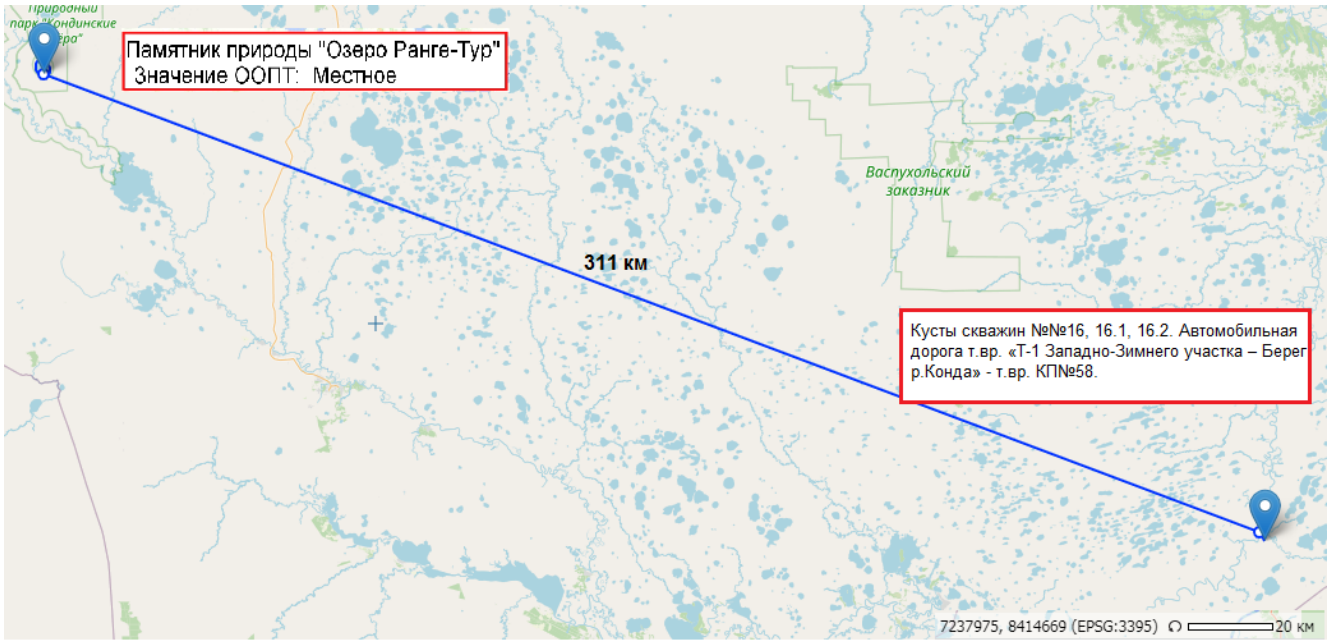 Природный
парк "Кондинские
озёра"
Памятник природы "Озеро Ранге-Тур"
Значение ООПТ: Местное
Васпухольский
заказник
311 км
Кусты скважин №№16, 16.1, 16.2. Автомобильная
дорога т.вр. «Т-1 Западно-Зимнего участка – Берег
р.Конда» - т.вр. КП№58.
7237975, 8414669 (EPSG:3395) 20 км